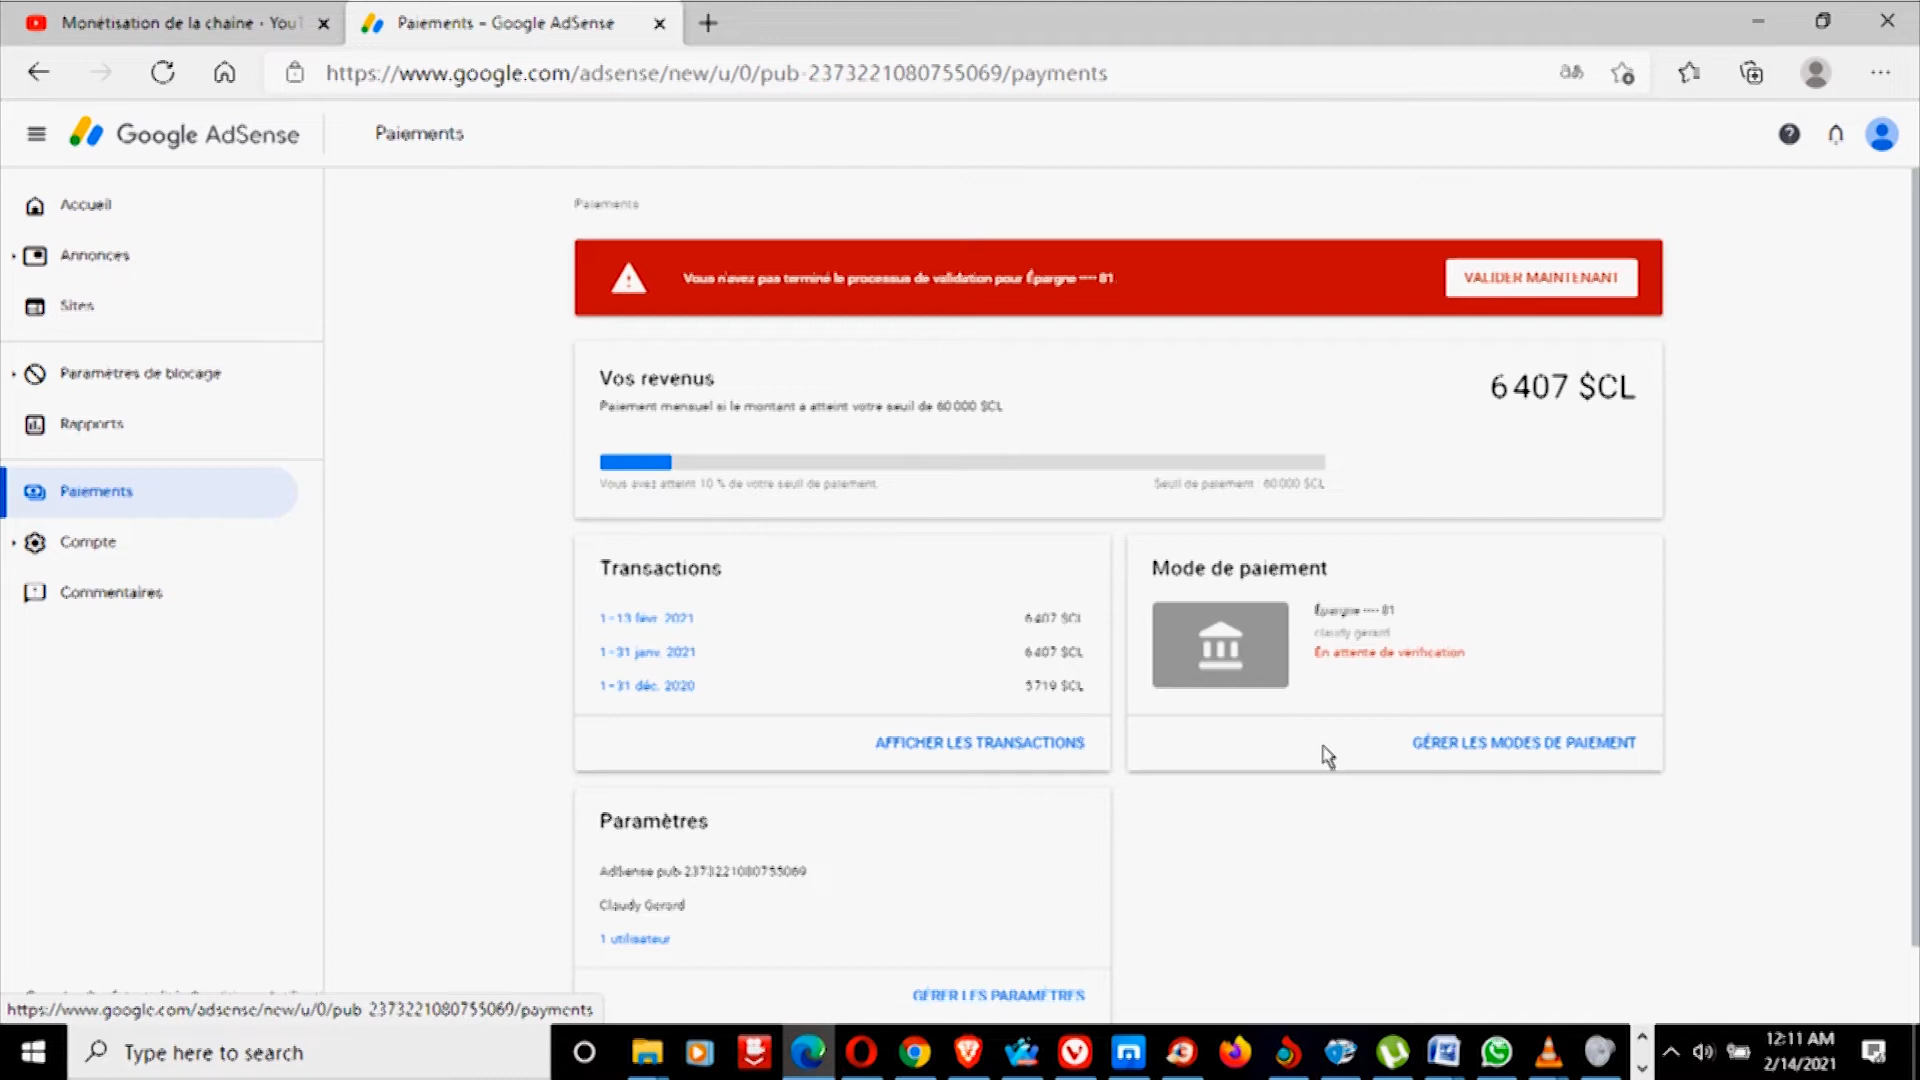 Monétisation de la chaîne - YouT
Paiements – Google AdSense
https://www.google.com/adsense/new/u/0/pub-2373221080755069/payments
Google AdSense
Paiements
Accueil
Annonces
Sites
Paramètres de blocage
Rapports
Paiements
Compte
Commentaires
Paiements
Vous n'avez pas terminé le processus de validation pour Épargne ···· 81.
VALIDER MAINTENANT
Vos revenus
6 407 $CL
Paiement mensuel si le montant a atteint votre seuil de 60 000 $CL
Vous avez atteint 10 % de votre seuil de paiement.
Seuil de paiement : 60 000 $CL
Transactions
1–13 févr. 2021 6 407 $CL
1–31 janv. 2021 6 407 $CL
1–31 déc. 2020 5 719 $CL
AFFICHER LES TRANSACTIONS
Mode de paiement
Épargne ···· 81
claudy gerard
En attente de vérification
GÉRER LES MODES DE PAIEMENT
Paramètres
AdSense pub-2373221080755069
Claudy Gerard
1 utilisateur
GÉRER LES PARAMÈTRES
https://www.google.com/adsense/new/u/0/pub-2373221080755069/payments
Type here to search
12:11 AM
2/14/2021